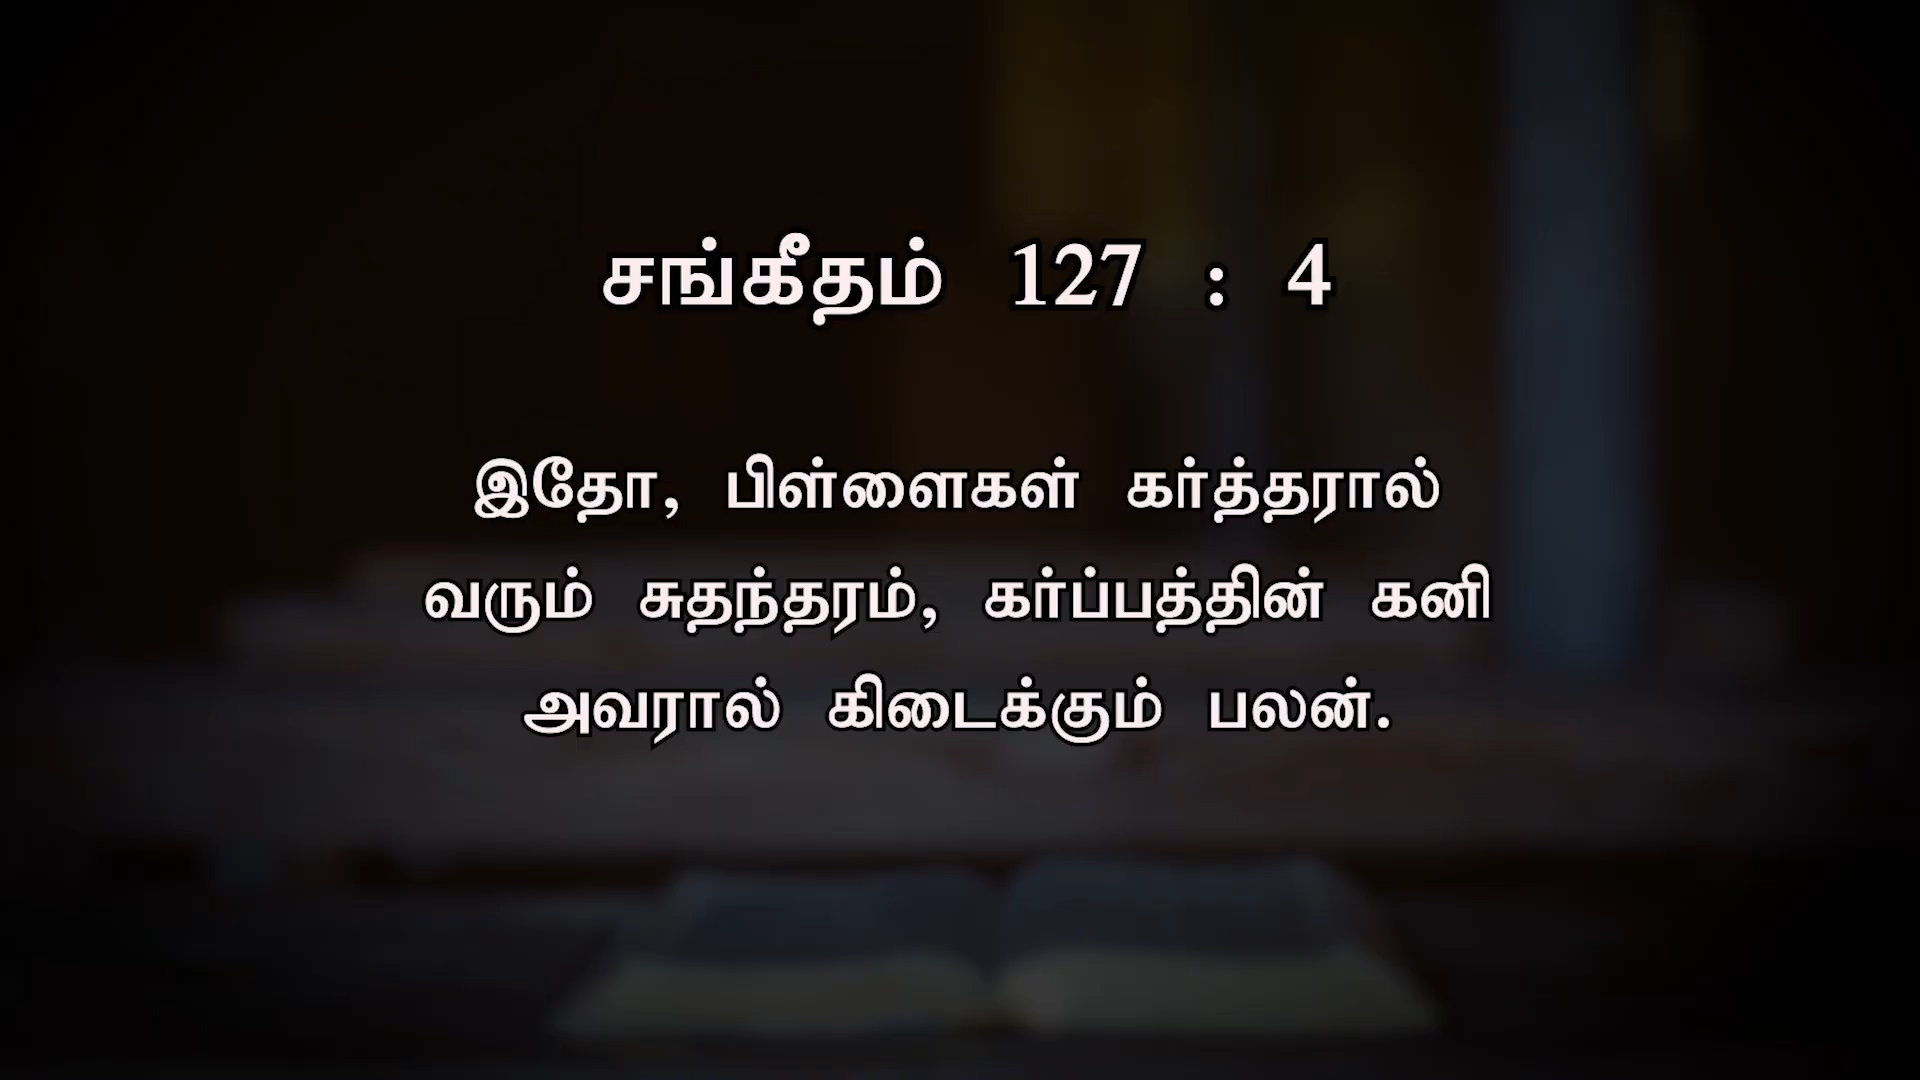 சங்கீதம் 127 : 4
இதோ, பிள்ளைகள் கர்த்தரால்
வரும் சுதந்தரம், கர்ப்பத்தின் கனி
அவரால் கிடைக்கும் பலன்.